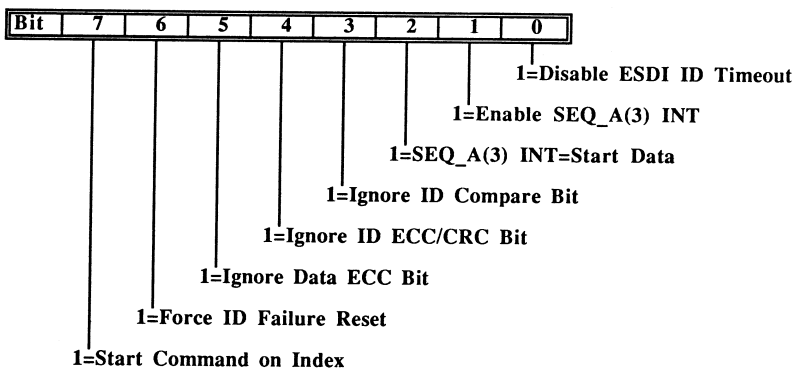 Bit 7 6 5 4 3 2 1 0
1=Disable ESDI ID Timeout
1=Enable SEQ_A(3) INT
1=SEQ_A(3) INT=Start Data
1=Ignore ID Compare Bit
1=Ignore ID ECC/CRC Bit
1=Ignore Data ECC Bit
1=Force ID Failure Reset
1=Start Command on Index